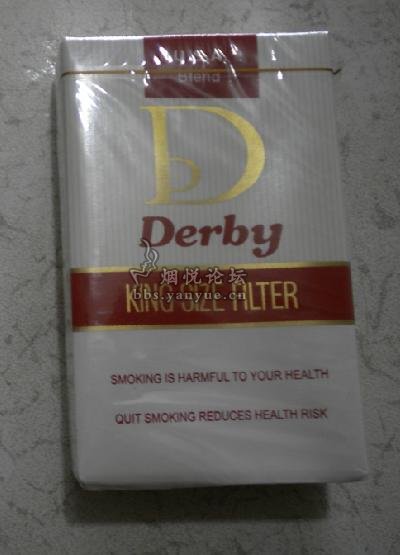 Blend
D
Derby
烟悦论坛
KING SIZE FILTER
bbs.yanyue.cn
SMOKING IS HARMFUL TO YOUR HEALTH
QUIT SMOKING REDUCES HEALTH RISK